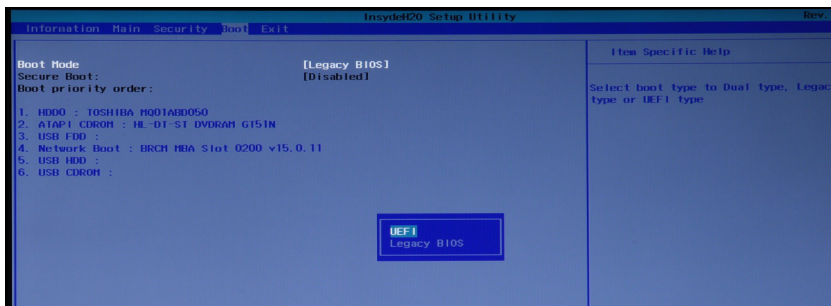 InsydeH20 Setup Utility Rev.
Information Main Security Boot Exit
Item Specific Help
Boot Mode [Legacy BIOS]
Secure Boot: [Disabled]
Boot priority order:
Select boot type to Dual type, Legac
type or UEFI type
1. HDD0 : TOSHIBA MQ01ABD050
2. ATAPI CDROM : HL-DT-ST DVDRAM GT51N
3. USB FDD :
4. Network Boot : BRCM MBA Slot 0200 v15.0.11
5. USB HDD :
6. USB CDROM :
UEFI
Legacy BIOS